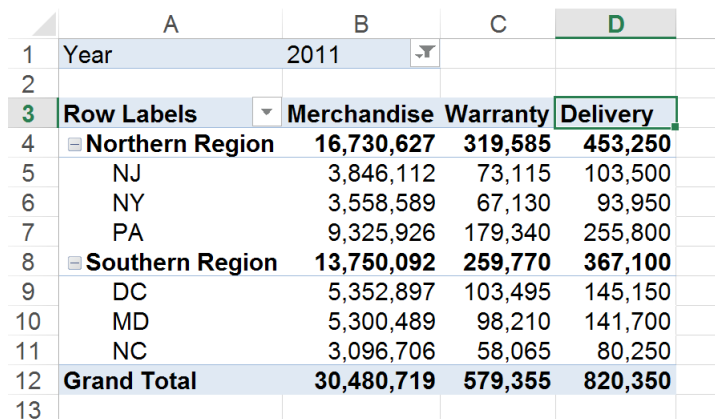 A B C D
1 Year 2011
2
3 Row Labels Merchandise Warranty Delivery
4 Northern Region 16,730,627 319,585 453,250
5 NJ 3,846,112 73,115 103,500
6 NY 3,558,589 67,130 93,950
7 PA 9,325,926 179,340 255,800
8 Southern Region 13,750,092 259,770 367,100
9 DC 5,352,897 103,495 145,150
10 MD 5,300,489 98,210 141,700
11 NC 3,096,706 58,065 80,250
12 Grand Total 30,480,719 579,355 820,350
13